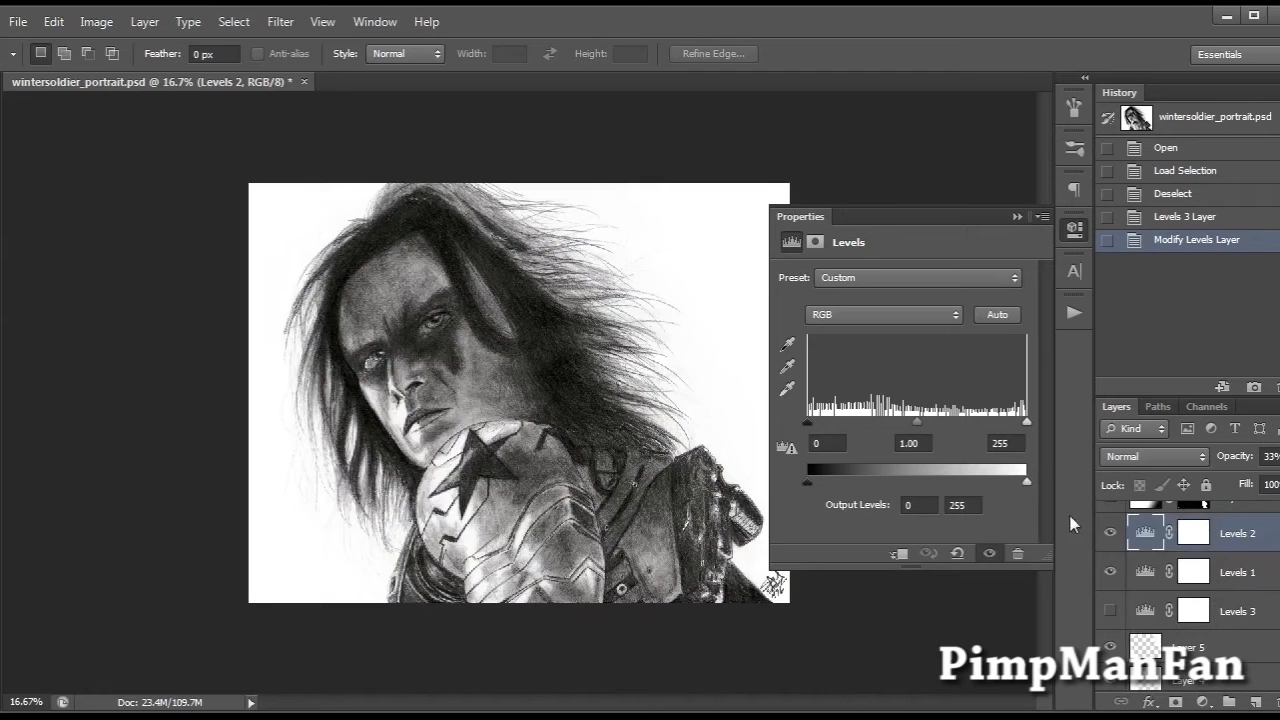 File Edit Image Layer Type Select Filter View Window Help
Feather: 0 px Anti-alias Style: Normal Width: Height: Refine Edge... Essentials
wintersoldier_portrait.psd @ 16.7% (Levels 2, RGB/8) * ×
History
wintersoldier_portrait.psd
Open
Load Selection
Deselect
Levels 3 Layer
Modify Levels Layer
Properties
Levels
Preset: Custom
RGB Auto
0 1.00 255
Output Levels: 0 255
Layers Paths Channels
Kind
Normal Opacity: 33%
Lock: Fill: 100
Levels 2
Levels 1
Levels 3
Layer 5
Layer 4
PimpManFan
16.67% Doc: 23.4M/109.7M